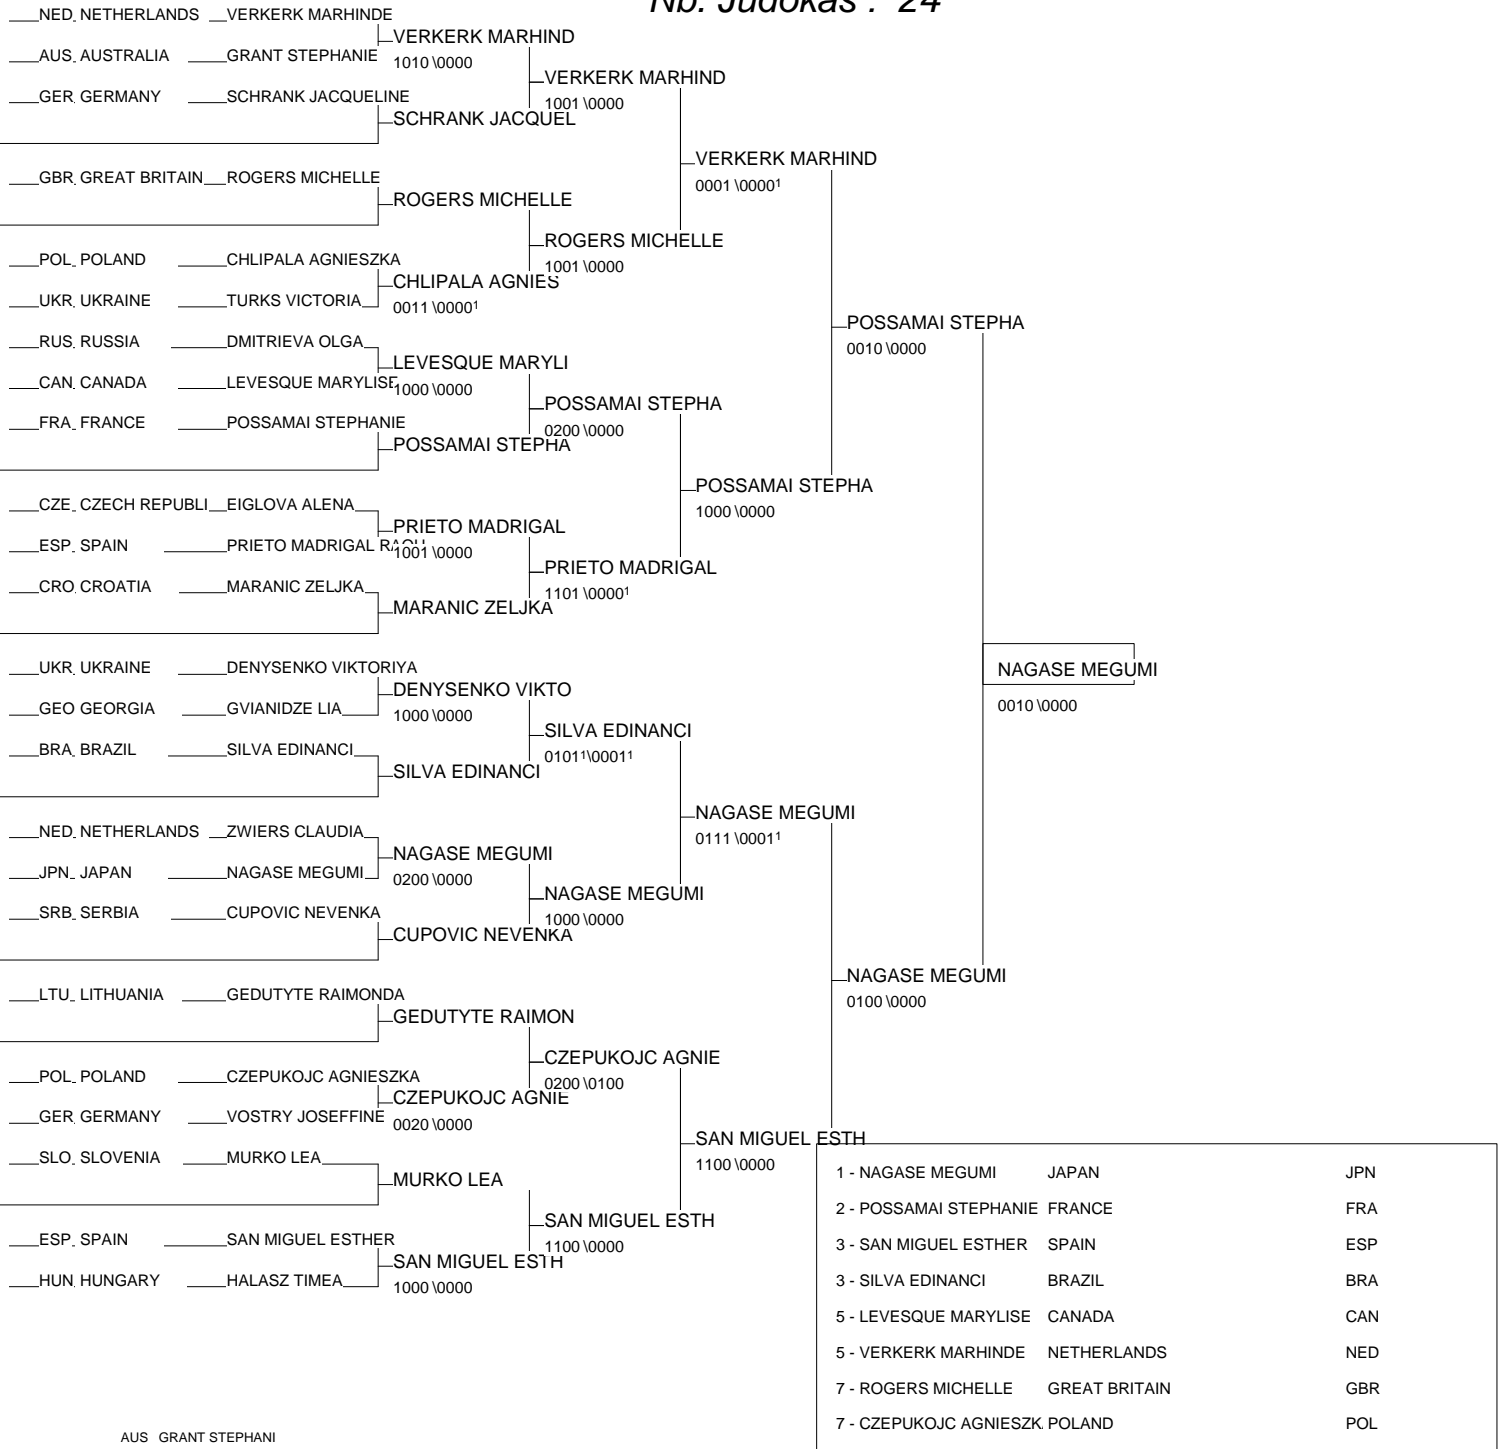 Nb. Judokas : 24
NED NETHERLANDS VERKERK MARHINDE
VERKERK MARHIND
AUS AUSTRALIA GRANT STEPHANIE
1010 \0000
VERKERK MARHIND
GER GERMANY SCHRANK JACQUELINE
1001 \0000
SCHRANK JACQUEL
VERKERK MARHIND
0001 \0000¹
GBR GREAT BRITAIN ROGERS MICHELLE
ROGERS MICHELLE
ROGERS MICHELLE
1001 \0000
POL POLAND CHLIPALA AGNIESZKA
CHLIPALA AGNIES
UKR UKRAINE TURKS VICTORIA
0011 \0000¹
POSSAMAI STEPHA
0010 \0000
RUS RUSSIA DMITRIEVA OLGA
LEVESQUE MARYLI
CAN CANADA LEVESQUE MARYLISE
1000 \0000
POSSAMAI STEPHA
0200 \0000
FRA FRANCE POSSAMAI STEPHANIE
POSSAMAI STEPHA
POSSAMAI STEPHA
1000 \0000
CZE CZECH REPUBLI EIGLOVA ALENA
PRIETO MADRIGAL
ESP SPAIN PRIETO MADRIGAL RAQU
1001 \0000
PRIETO MADRIGAL
1101 \0000¹
CRO CROATIA MARANIC ZELJKA
MARANIC ZELJKA
NAGASE MEGUMI
0010 \0000
UKR UKRAINE DENYSENKO VIKTORIYA
DENYSENKO VIKTO
GEO GEORGIA GVIANIDZE LIA
1000 \0000
SILVA EDINANCI
0101¹\0001¹
BRA BRAZIL SILVA EDINANCI
SILVA EDINANCI
NAGASE MEGUMI
0111 \0001¹
NED NETHERLANDS ZWIERS CLAUDIA
NAGASE MEGUMI
JPN JAPAN NAGASE MEGUMI
0200 \0000
NAGASE MEGUMI
1000 \0000
SRB SERBIA CUPOVIC NEVENKA
CUPOVIC NEVENKA
NAGASE MEGUMI
0100 \0000
LTU LITHUANIA GEDUTYTE RAIMONDA
GEDUTYTE RAIMON
CZEPUKOJC AGNIE
0200 \0100
POL POLAND CZEPUKOJC AGNIESZKA
CZEPUKOJC AGNIE
GER GERMANY VOSTRY JOSEFFINE
0020 \0000
SAN MIGUEL ESTH
1100 \0000
SLO SLOVENIA MURKO LEA
MURKO LEA
SAN MIGUEL ESTH
1100 \0000
ESP SPAIN SAN MIGUEL ESTHER
SAN MIGUEL ESTH
HUN HUNGARY HALASZ TIMEA
1000 \0000
1 - NAGASE MEGUMI JAPAN JPN
2 - POSSAMAI STEPHANIE FRANCE FRA
3 - SAN MIGUEL ESTHER SPAIN ESP
3 - SILVA EDINANCI BRAZIL BRA
5 - LEVESQUE MARYLISE CANADA CAN
5 - VERKERK MARHINDE NETHERLANDS NED
7 - ROGERS MICHELLE GREAT BRITAIN GBR
7 - CZEPUKOJC AGNIESZK POLAND POL
AUS GRANT STEPHANI